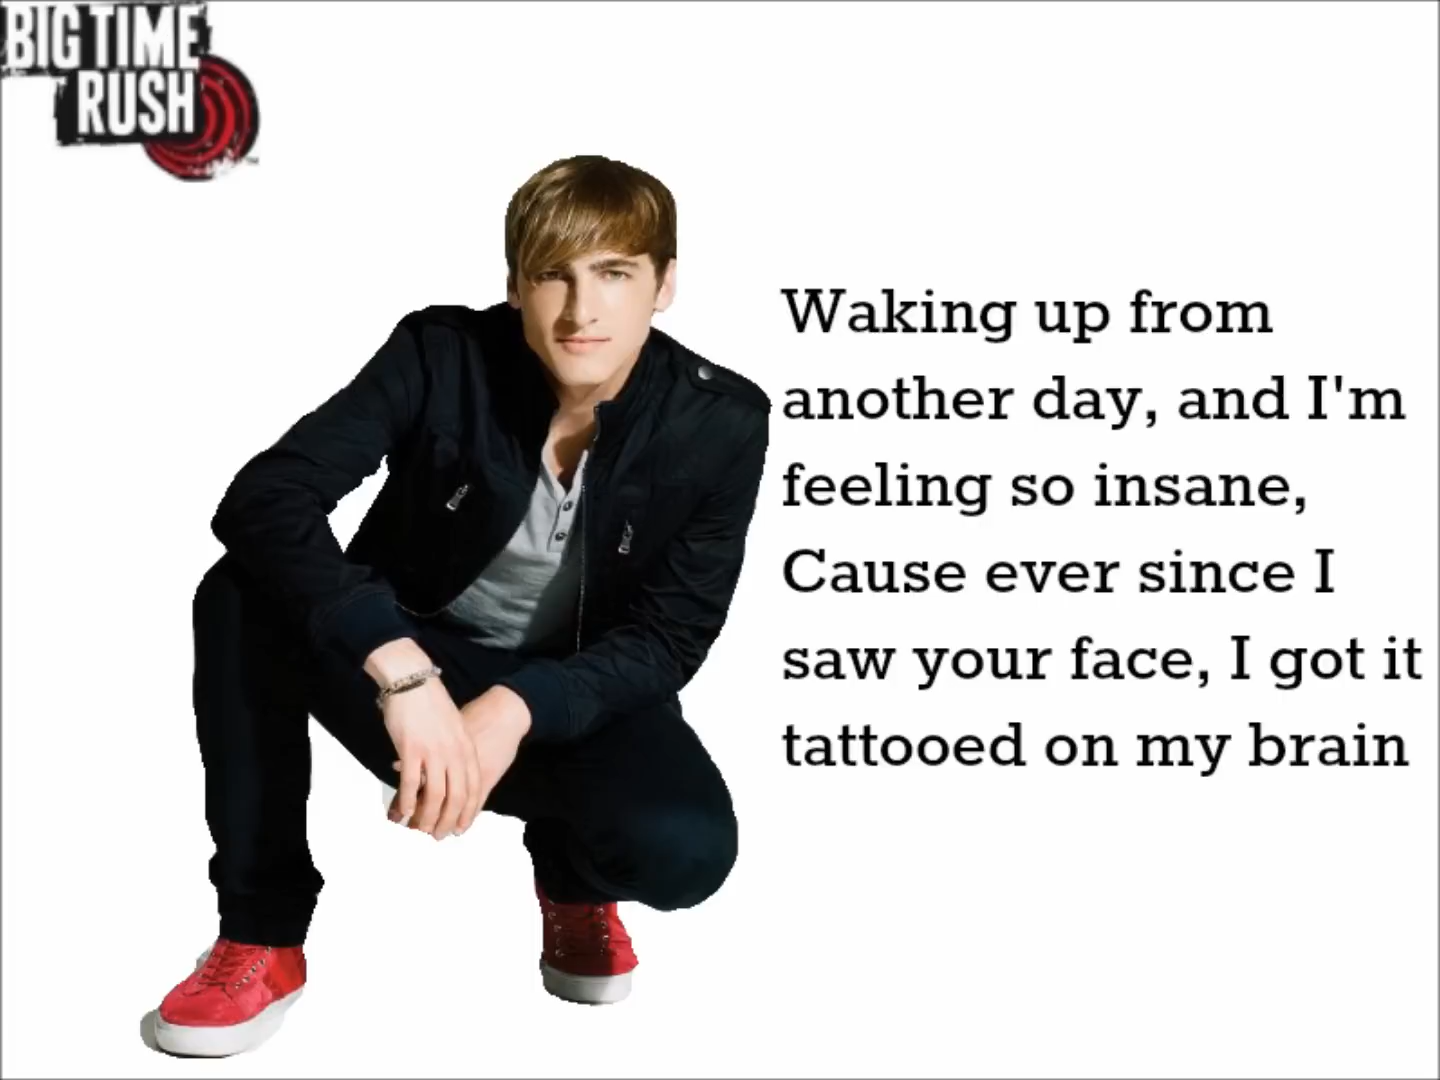 BIG TIME
RUSH
Waking up from
another day, and I'm
feeling so insane,
Cause ever since I
saw your face, I got it
tattooed on my brain